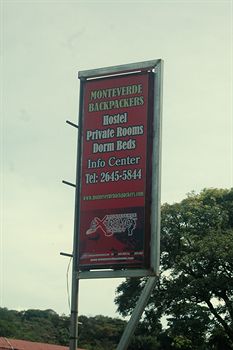 MONTEVERDE
BACKPACKERS
Hostel
Private Rooms
Dorm Beds
Info Center
Tel: 2645-5844
www.monteverdebackpackers.com